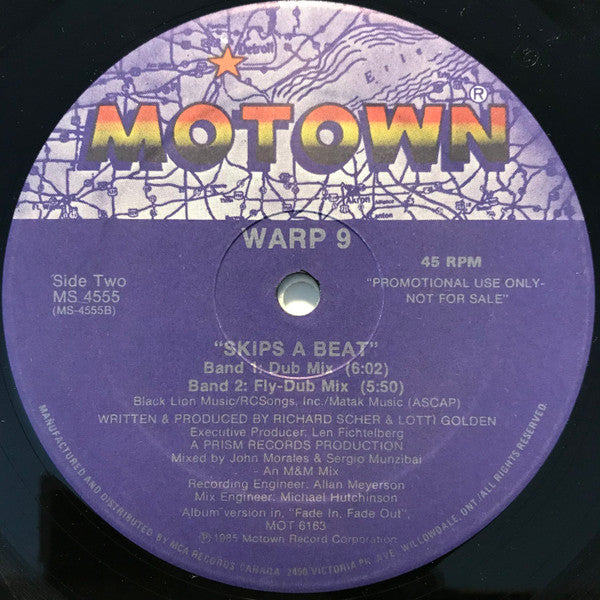 Detroit
Erie
Akron
MOTOWN®
WARP 9
45 RPM
Side Two
MS 4555
(MS-4555B)
"PROMOTIONAL USE ONLY-
NOT FOR SALE"
"SKIPS A BEAT"
Band 1: Dub Mix (6:02)
Band 2: Fly-Dub Mix (5:50)
Black Lion Music/RCSongs, Inc./Matak Music (ASCAP)
WRITTEN & PRODUCED BY RICHARD SCHER & LOTTI GOLDEN
Executive Producer: Len Fichtelberg
A PRISM RECORDS PRODUCTION
Mixed by John Morales & Sergio Munzibai
- An M&M Mix
Recording Engineer: Allan Meyerson
Mix Engineer: Michael Hutchinson
Album version in, "Fade In, Fade Out".
MOT 6163
℗ 1985 Motown Record Corporation
MANUFACTURED AND DISTRIBUTED BY MCA RECORDS CANADA 2450 VICTORIA PK. AVE. WILLOWDALE, ONT./ALL RIGHTS RESERVED.